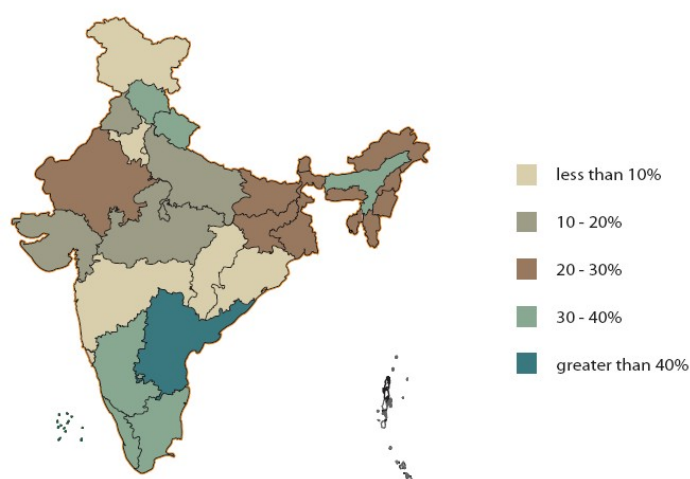 less than 10%
10 - 20%
20 - 30%
30 - 40%
greater than 40%